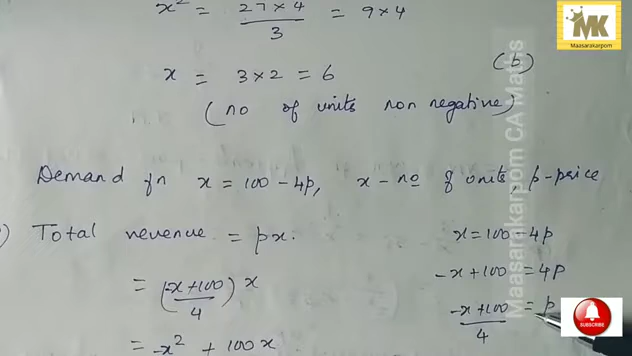 x² = 27 × 4 / 3 = 9 × 4
MK
Maasarakarpom
x = 3 × 2 = 6 (b)
(no of units non negative)
Demand fn x = 100 - 4p, x - no of units, p - price
) Total revenue = px.
x = 100 - 4p
= (-x + 100 / 4) x
-x + 100 = 4p
-x + 100 / 4 = p
= -x² + 100x
Maasarakarpom CA Maths
SUBSCRIBE